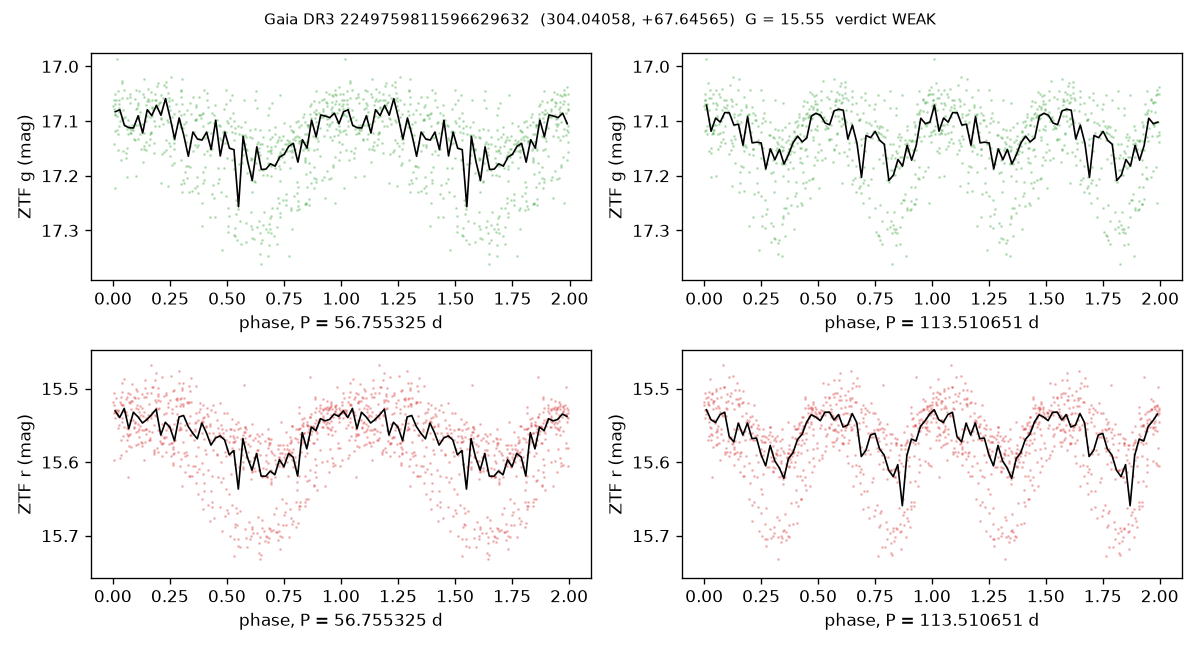 Gaia DR3 2249759811596629632 (304.04058, +67.64565) G = 15.55 verdict WEAK
ZTF g (mag)
17.0
17.1
17.2
17.3
0.00 0.25 0.50 0.75 1.00 1.25 1.50 1.75 2.00
phase, P = 56.755325 d
ZTF g (mag)
17.0
17.1
17.2
17.3
0.00 0.25 0.50 0.75 1.00 1.25 1.50 1.75 2.00
phase, P = 113.510651 d
ZTF r (mag)
15.5
15.6
15.7
0.00 0.25 0.50 0.75 1.00 1.25 1.50 1.75 2.00
phase, P = 56.755325 d
ZTF r (mag)
15.5
15.6
15.7
0.00 0.25 0.50 0.75 1.00 1.25 1.50 1.75 2.00
phase, P = 113.510651 d